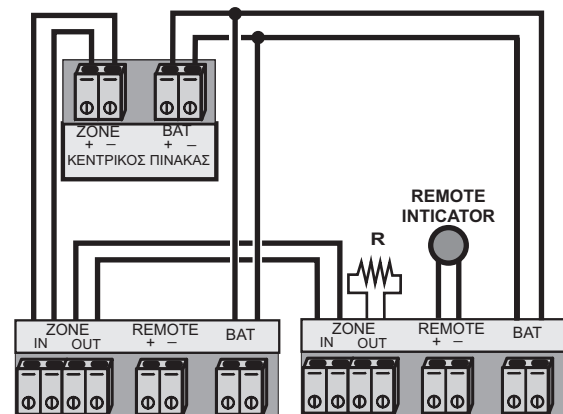 ZONE BAT
+ – + –
ΚΕΝΤΡΙΚΟΣ ΠΙΝΑΚΑΣ
REMOTE
INTICATOR
R
ZONE REMOTE BAT
IN OUT + –
ZONE REMOTE BAT
IN OUT + –